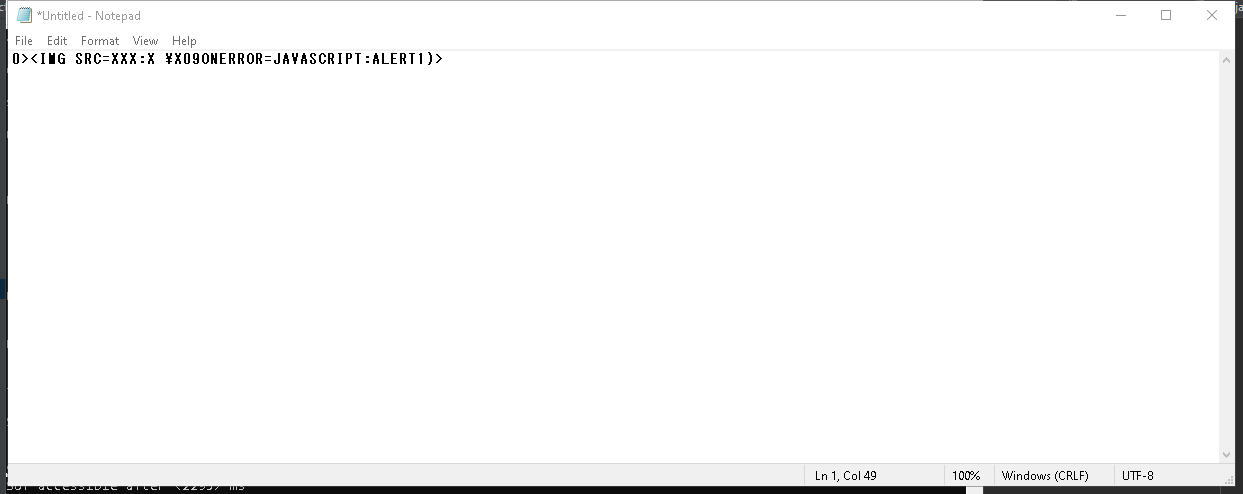 *Untitled - Notepad
File Edit Format View Help
0><IMG SRC=XXX:X ¥X09ONERROR=JAVASCRIPT:ALERT1)>
Ln 1, Col 49 100% Windows (CRLF) UTF-8